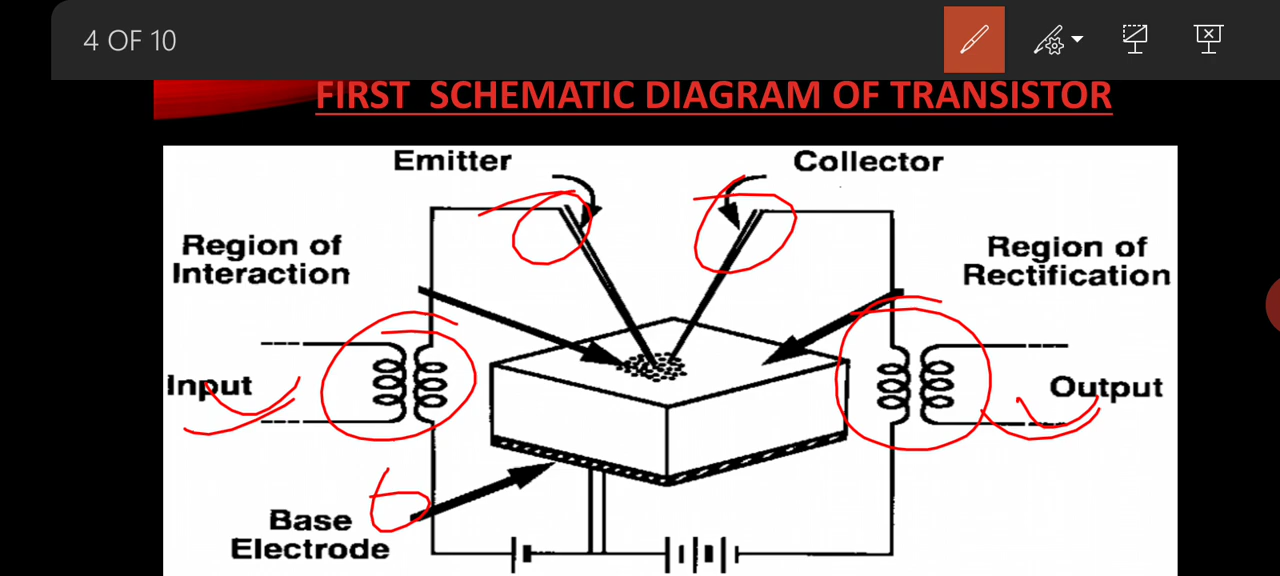 4 OF 10
FIRST SCHEMATIC DIAGRAM OF TRANSISTOR
Emitter
Collector
Region of
Interaction
Region of
Rectification
Input
Output
Base
Electrode